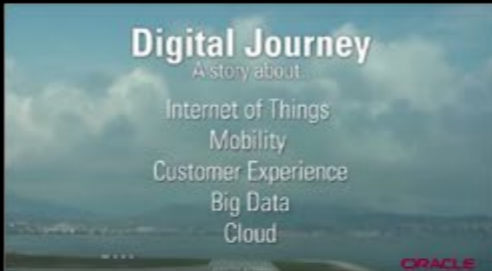 Digital Journey
A story about
Internet of Things
Mobility
Customer Experience
Big Data
Cloud
ORACLE